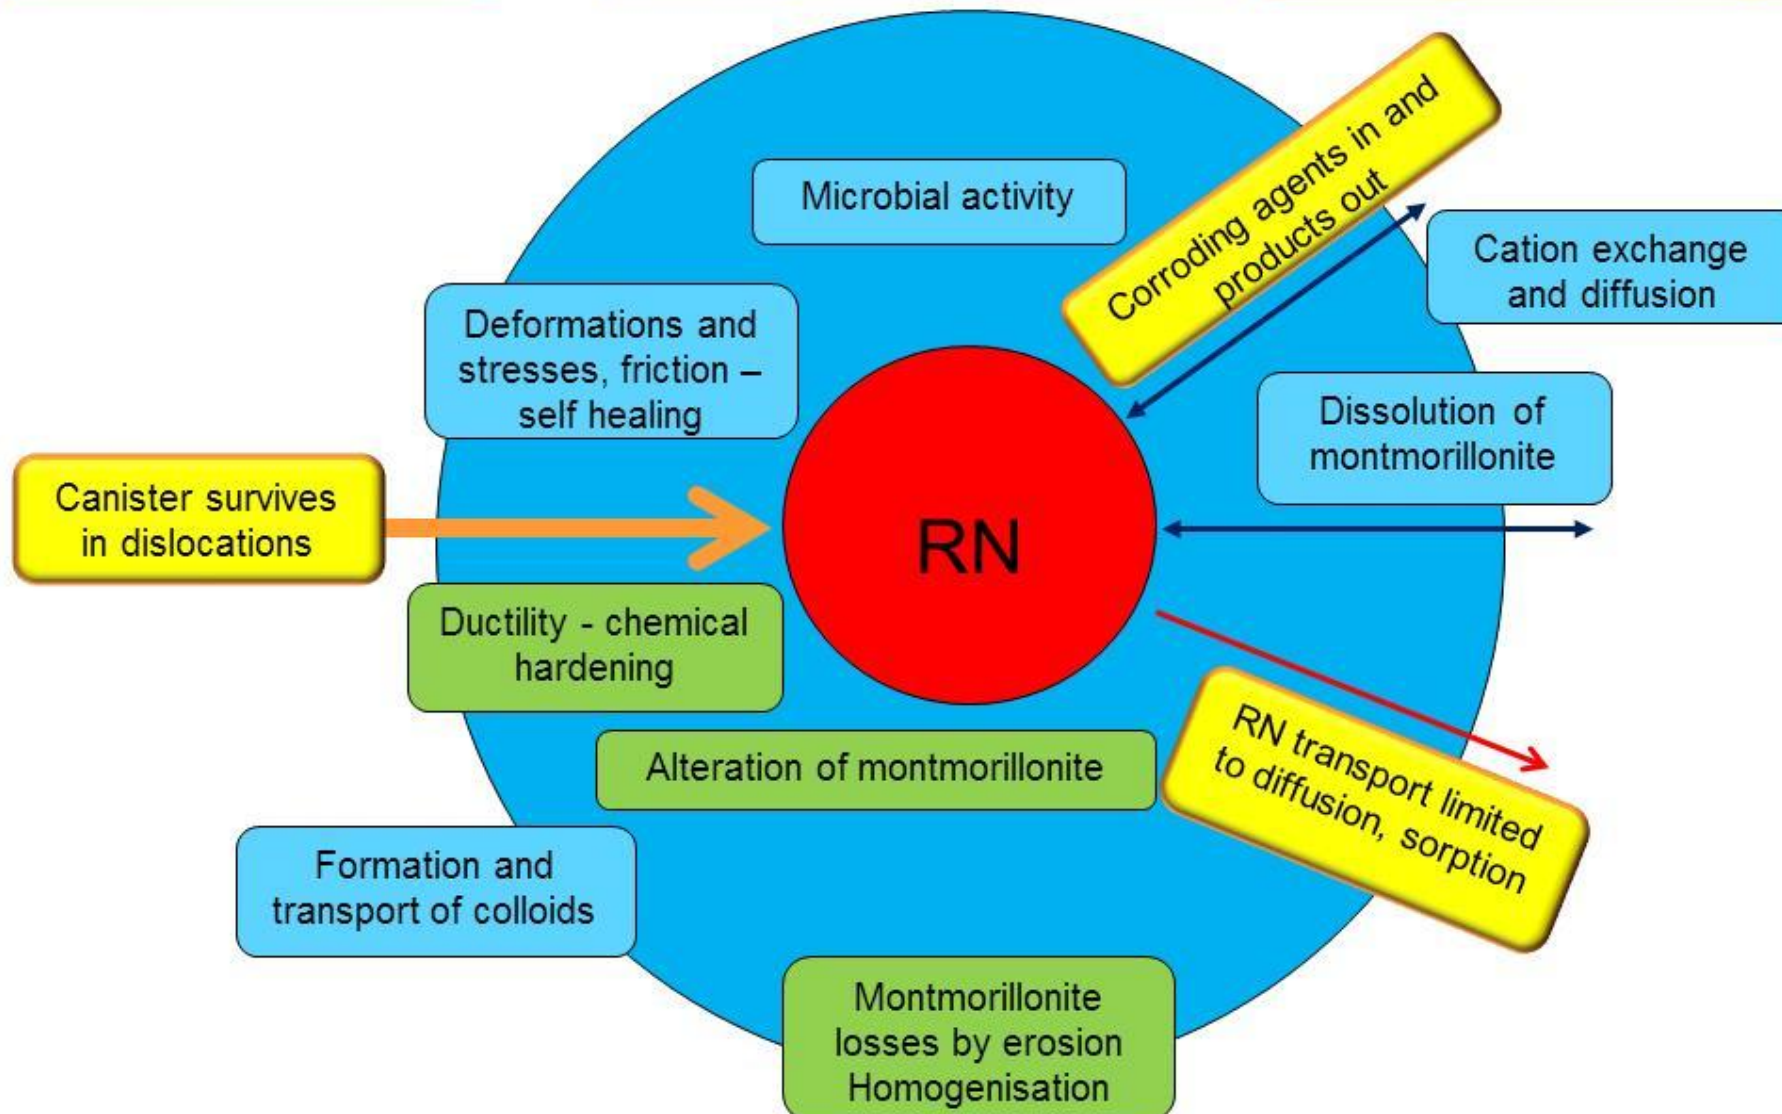 Microbial activity
Corroding agents in and
products out
Cation exchange
and diffusion
Deformations and
stresses, friction –
self healing
Dissolution of
montmorillonite
Canister survives
in dislocations
RN
Ductility - chemical
hardening
RN transport limited
to diffusion, sorption
Alteration of montmorillonite
Formation and
transport of colloids
Montmorillonite
losses by erosion
Homogenisation